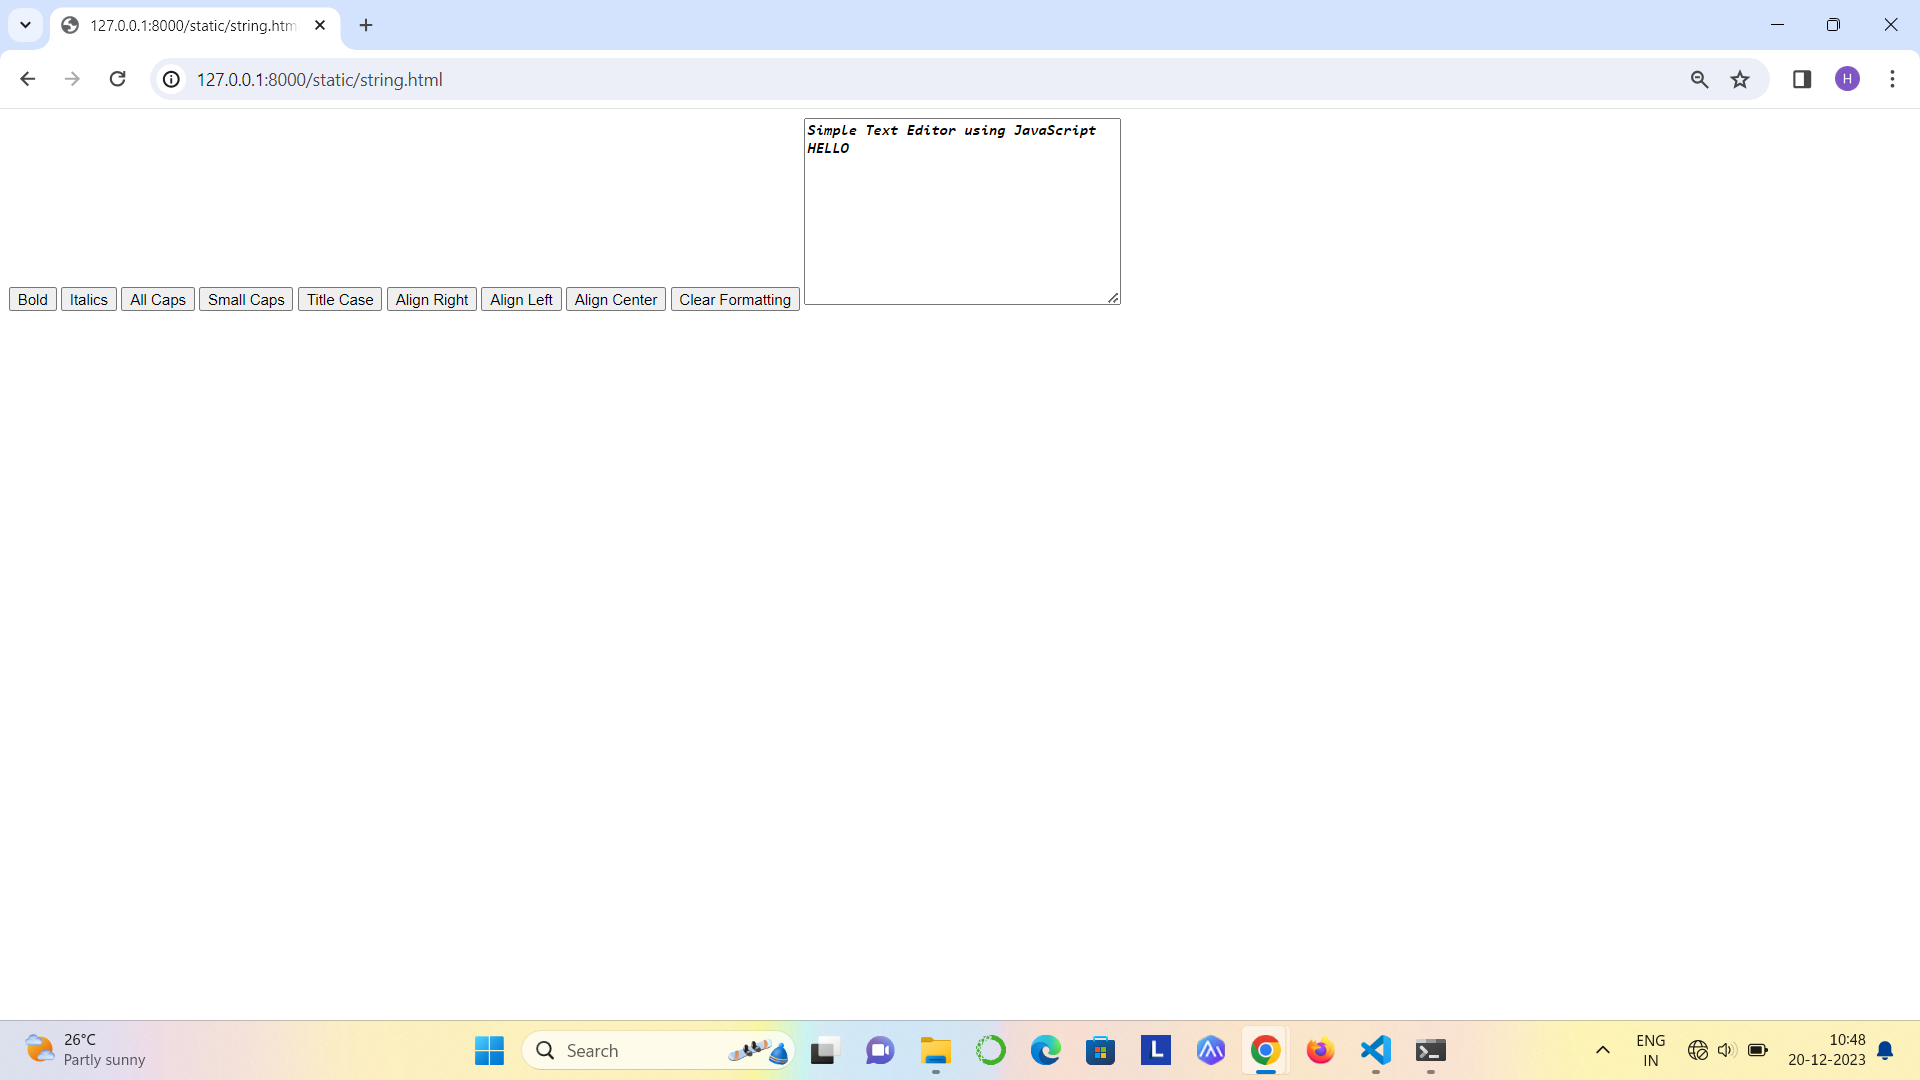 127.0.0.1:8000/static/string.htm
127.0.0.1:8000/static/string.html
H
Simple Text Editor using JavaScript
HELLO
Bold Italics All Caps Small Caps Title Case Align Right Align Left Align Center Clear Formatting
26°C
Partly sunny
Search
L
ENG
IN
10:48
20-12-2023